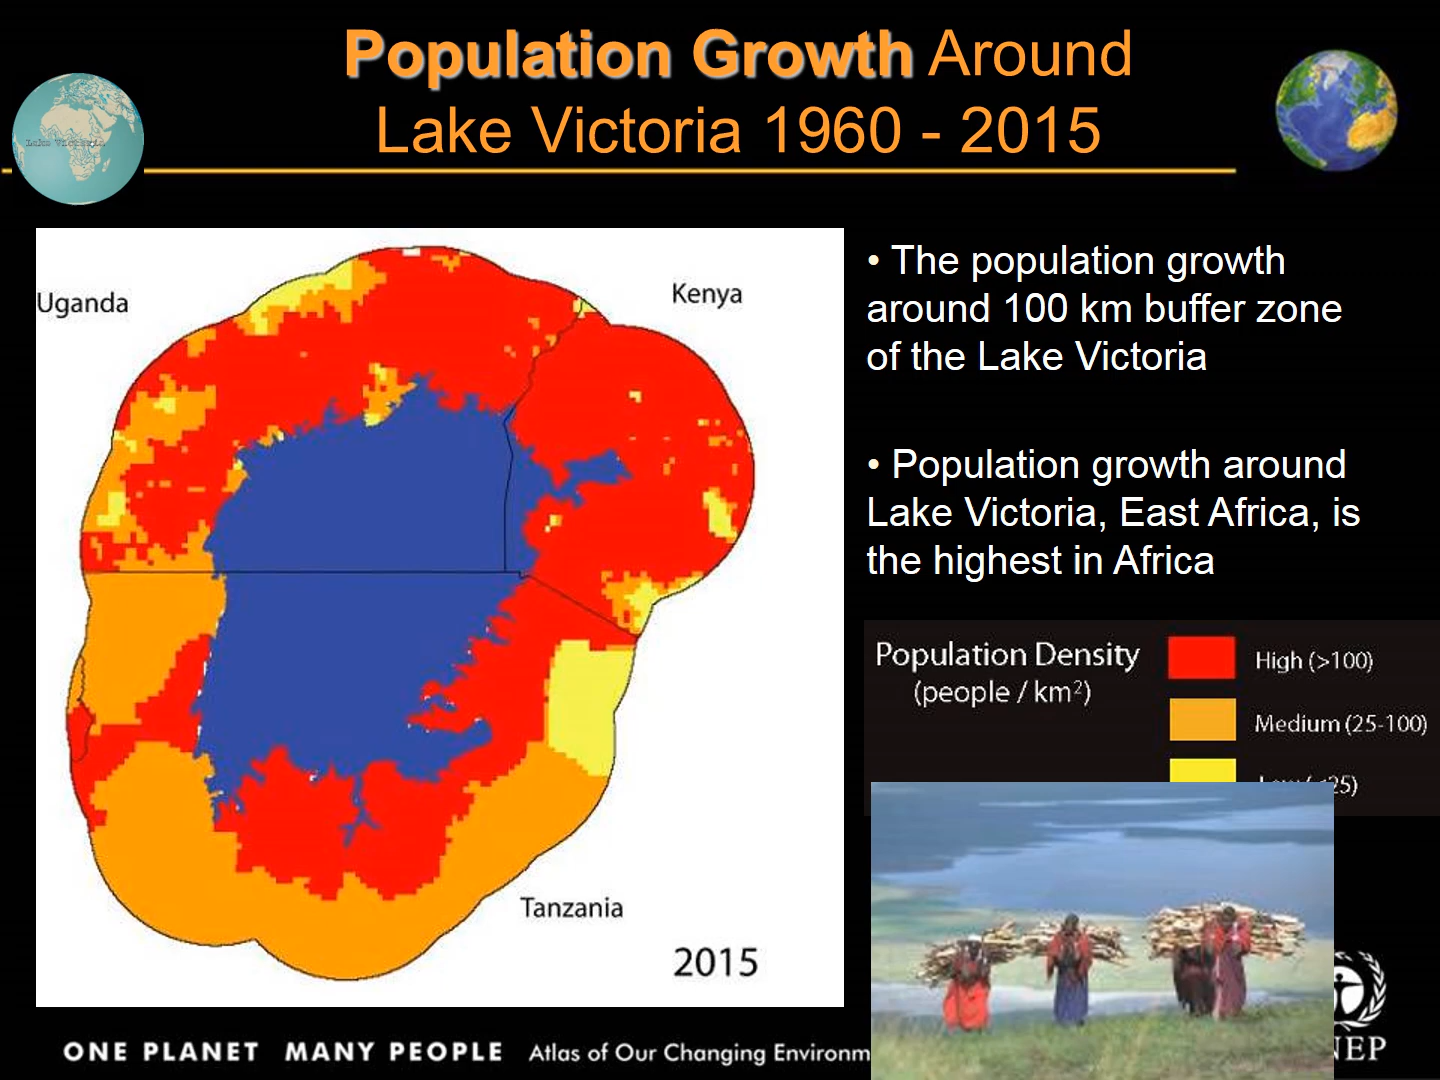 Population Growth Around
Lake Victoria 1960 - 2015
Lake Victoria
Uganda
Kenya
Tanzania
2015
• The population growth
around 100 km buffer zone
of the Lake Victoria
• Population growth around
Lake Victoria, East Africa, is
the highest in Africa
Population Density
(people / km²)
High (>100)
Medium (25-100)
ONE PLANET MANY PEOPLE Atlas of Our Changing Environm